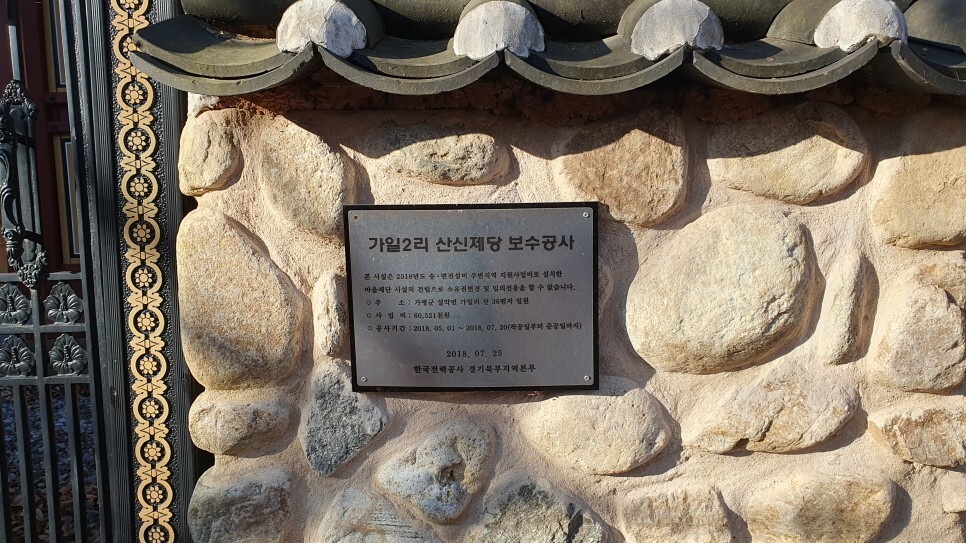 가일2리 산신제당 보수공사
본 시설은 2018년도 송·변전설비 주변지역 지원사업비로 설치한
마을제단 시설의 건립으로 소유권변경 및 임의전용을 할 수 없습니다.
○ 주 소 : 가평군 설악면 가일리 산 36번지 일원
○ 사 업 비 : 60,521천원
○ 공사기간 : 2018. 05. 01 ~ 2018. 07. 20(착공일부터 준공일까지)
2018. 07. 25
한국전력공사 경기북부지역본부